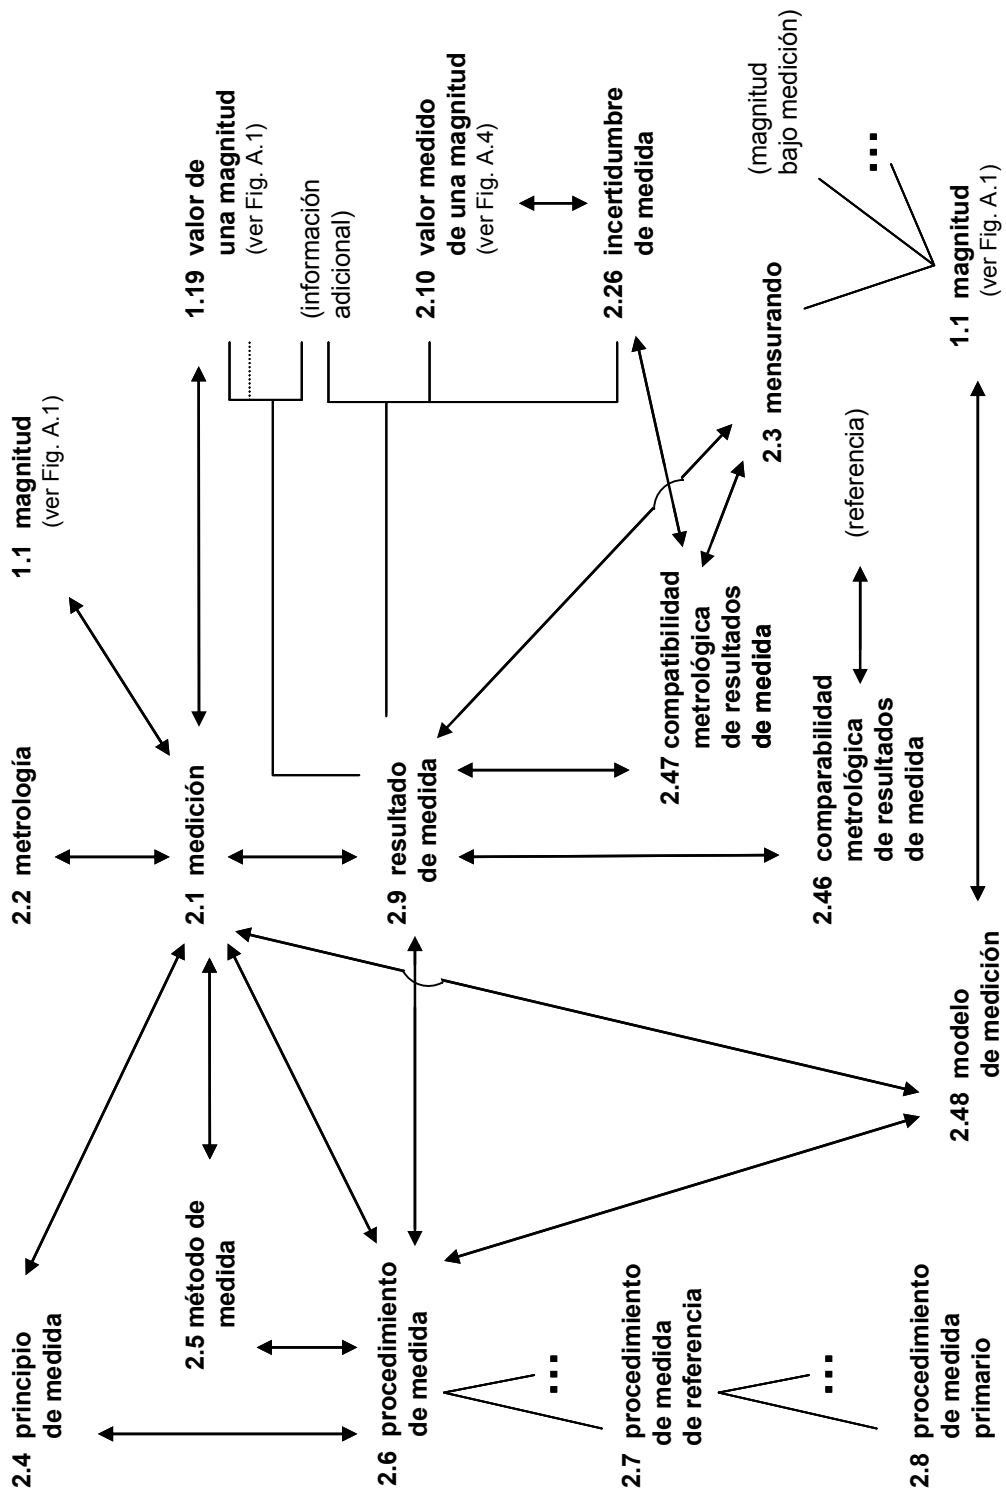 2.4 principio
de medida
2.2 metrología
1.1 magnitud
(ver Fig. A.1)
2.5 método de
medida
2.1 medición
1.19 valor de
una magnitud
(ver Fig. A.1)
(información
adicional)
2.6 procedimiento
de medida
2.9 resultado
de medida
2.10 valor medido
de una magnitud
(ver Fig. A.4)
...
2.26 incertidumbre
de medida
2.7 procedimiento
de medida
de referencia
2.47 compatibilidad
metrológica
de resultados
de medida
2.3 mensurando
(magnitud
bajo medición)
...
...
2.46 comparabilidad
metrológica
de resultados
de medida
(referencia)
2.8 procedimiento
de medida
primario
2.48 modelo
de medición
1.1 magnitud
(ver Fig. A.1)